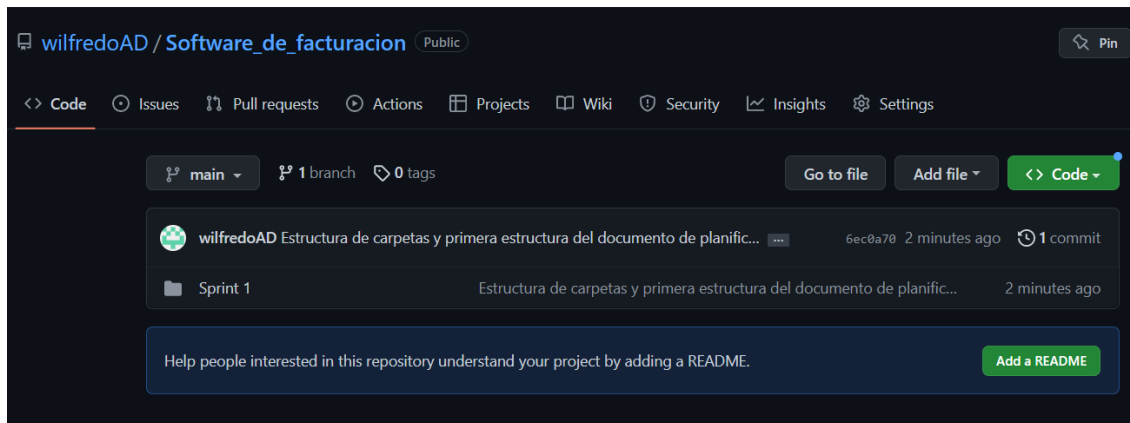 wilfredoAD / Software_de_facturacion Public Pin
Code Issues Pull requests Actions Projects Wiki Security Insights Settings
main 1 branch 0 tags Go to file Add file Code
wilfredoAD Estructura de carpetas y primera estructura del documento de planific... ... 6ec0a70 2 minutes ago 1 commit
Sprint 1 Estructura de carpetas y primera estructura del documento de planific... 2 minutes ago
Help people interested in this repository understand your project by adding a README. Add a README